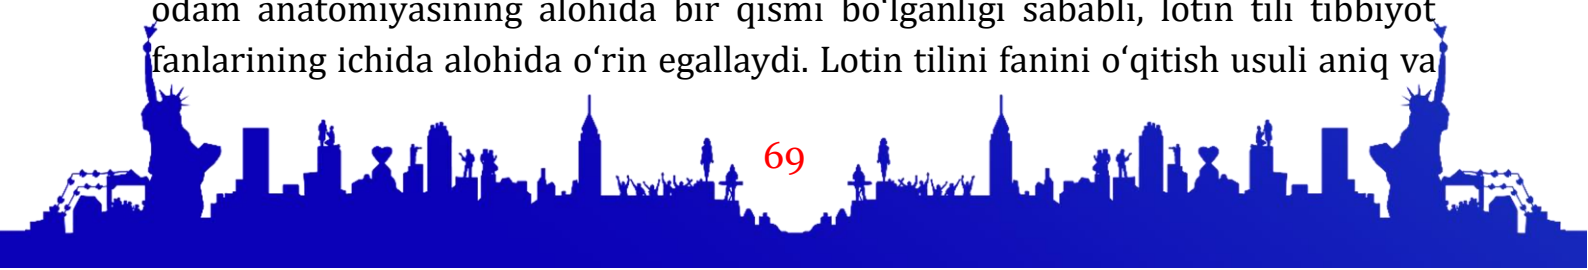 odam anatomiyasining alohida bir qismi bo'lganligi sababli, lotin tili tibbiyot
fanlarining ichida alohida o‘rin egallaydi. Lotin tilini fanini o‘qitish usuli aniq va
69